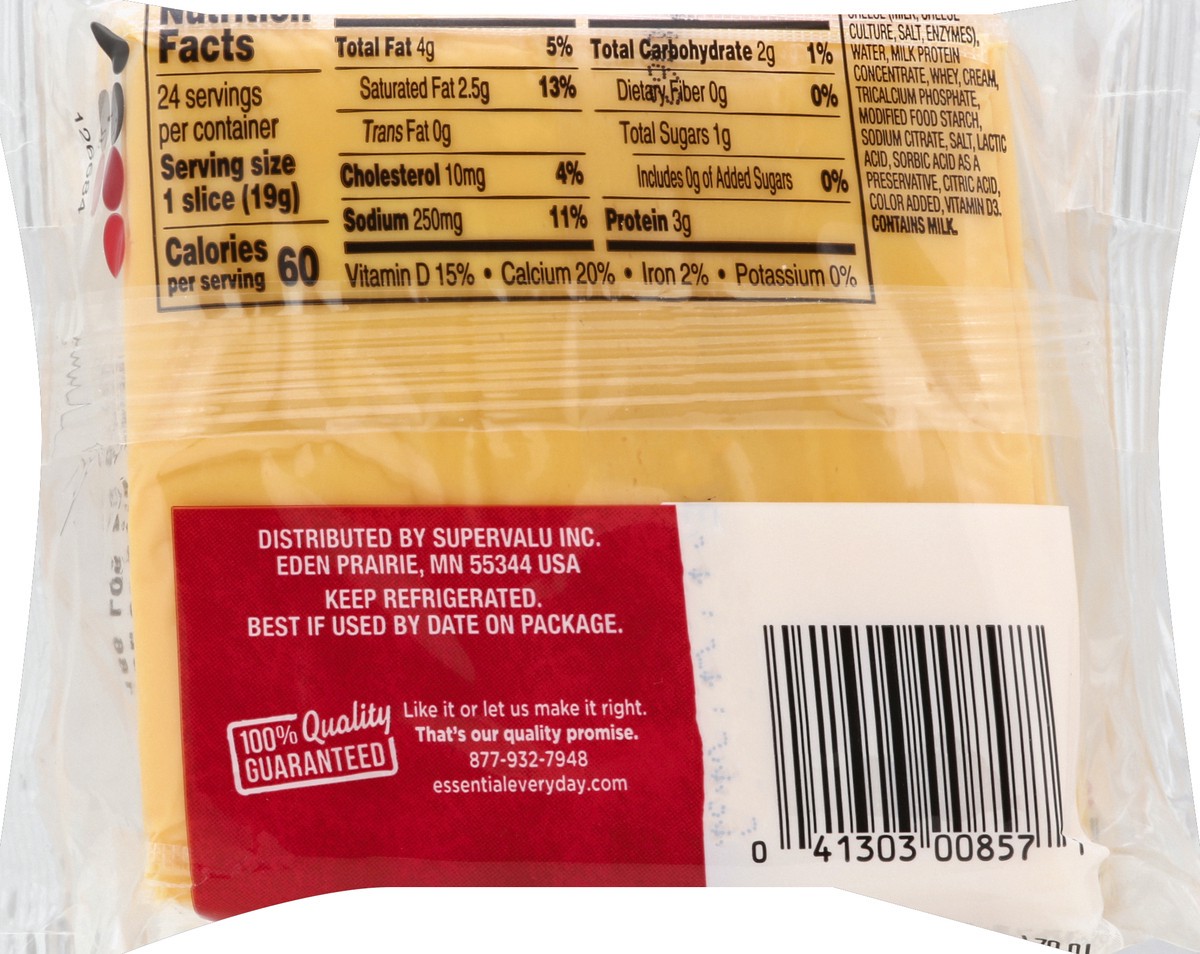 Nutrition
Facts
24 servings
per container
Serving size
1 slice (19g)
Calories
per serving 60
Total Fat 4g 5%
Saturated Fat 2.5g 13%
Trans Fat 0g
Cholesterol 10mg 4%
Sodium 250mg 11%
Total Carbohydrate 2g 1%
Dietary Fiber 0g 0%
Total Sugars 1g
Includes 0g of Added Sugars 0%
Protein 3g
Vitamin D 15% • Calcium 20% • Iron 2% • Potassium 0%
CHEESE (MILK, CHEESE
CULTURE, SALT, ENZYMES),
WATER, MILK PROTEIN
CONCENTRATE, WHEY, CREAM,
TRICALCIUM PHOSPHATE,
MODIFIED FOOD STARCH,
SODIUM CITRATE, SALT, LACTIC
ACID, SORBIC ACID AS A
PRESERVATIVE, CITRIC ACID,
COLOR ADDED, VITAMIN D3.
CONTAINS MILK.
DISTRIBUTED BY SUPERVALU INC.
EDEN PRAIRIE, MN 55344 USA
KEEP REFRIGERATED.
BEST IF USED BY DATE ON PACKAGE.
100% Quality
GUARANTEED
Like it or let us make it right.
That's our quality promise.
877-932-7948
essentialeveryday.com
0 41303 00857